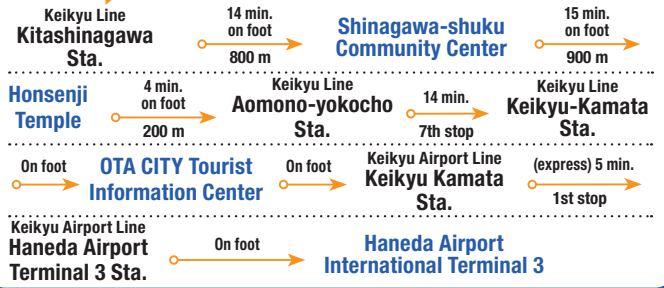 Keikyu Line
Kitashinagawa
Sta.
14 min.
on foot
800 m
Shinagawa-shuku
Community Center
15 min.
on foot
900 m
Honsenji
Temple
4 min.
on foot
200 m
Keikyu Line
Aomono-yokocho
Sta.
14 min.
7th stop
Keikyu Line
Keikyu-Kamata
Sta.
On foot
OTA CITY Tourist
Information Center
On foot
Keikyu Airport Line
Keikyu Kamata
Sta.
(express) 5 min.
1st stop
Keikyu Airport Line
Haneda Airport
Terminal 3 Sta.
On foot
Haneda Airport
International Terminal 3